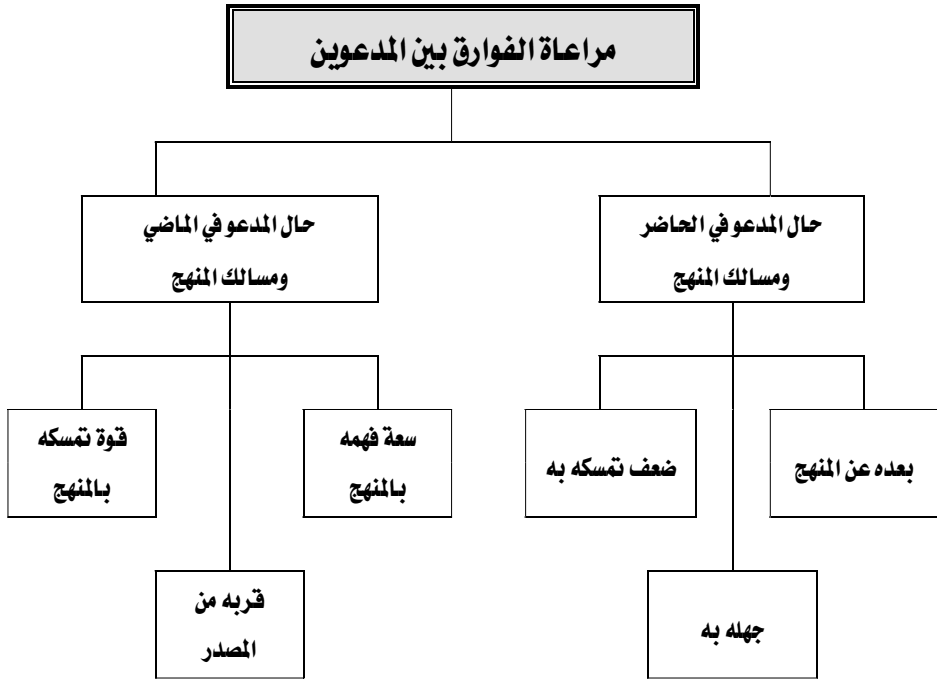 مراعاة الفوارق بين المدعوين
حال المدعو في الحاضر
ومسالك المنهج
حال المدعو في الماضي
ومسالك المنهج
بعده عن المنهج
ضعف تمسكه به
سعة فهمه
بالمنهج
قوة تمسكه
بالمنهج
جهله به
قربه من
المصدر